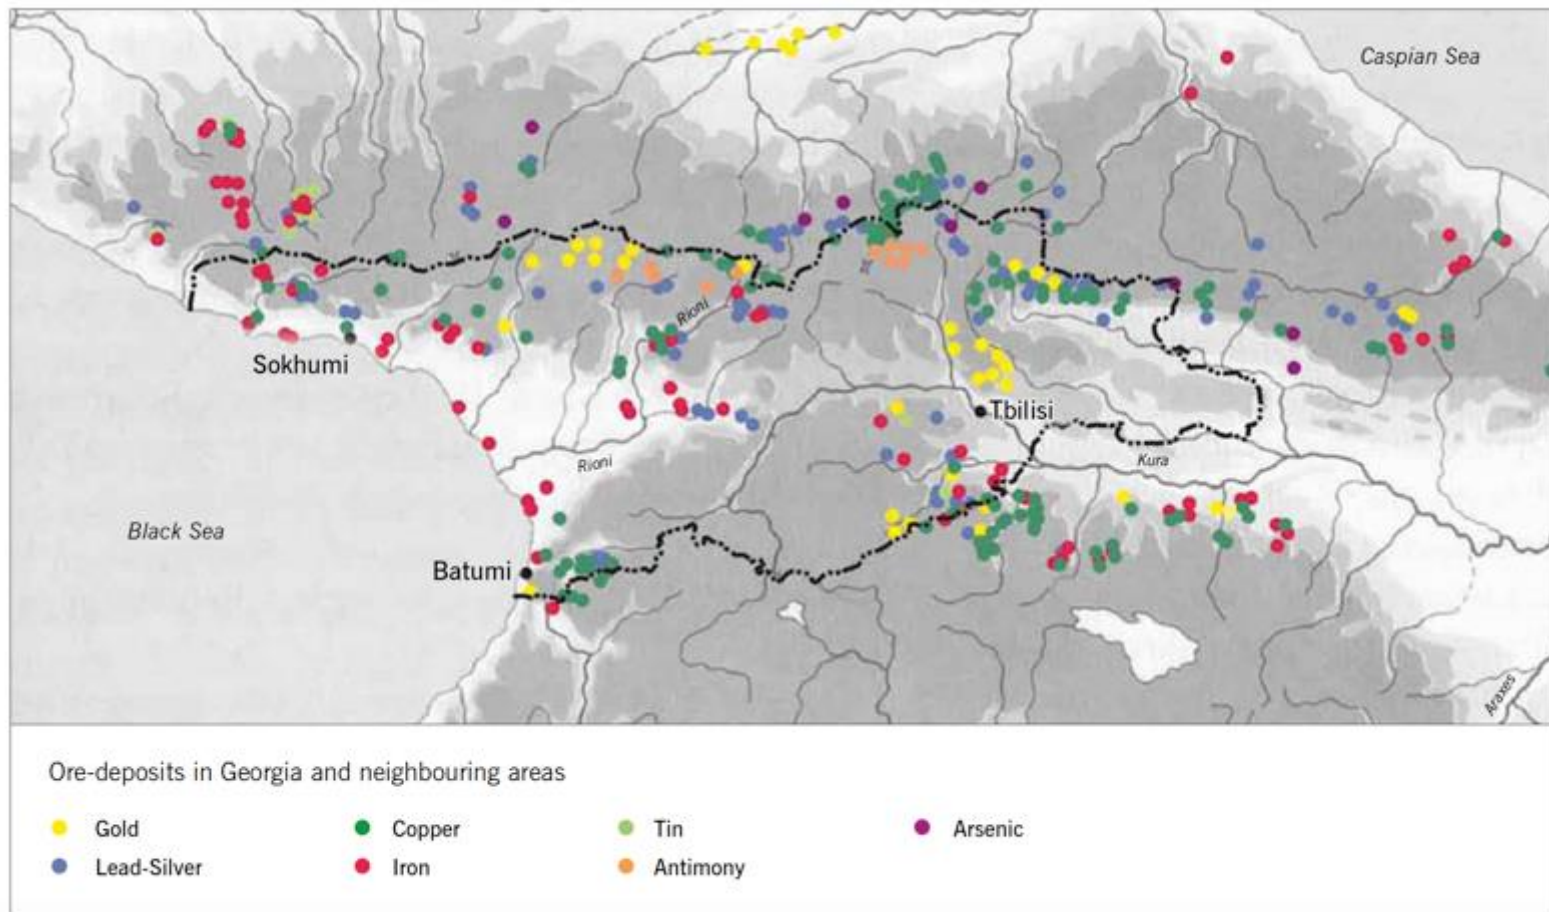 Caspian Sea
Rioni
Sokhumi
Tbilisi
Rioni
Kura
Black Sea
Batumi
Araxes
Ore-deposits in Georgia and neighbouring areas
Gold
Copper
Tin
Arsenic
Lead-Silver
Iron
Antimony